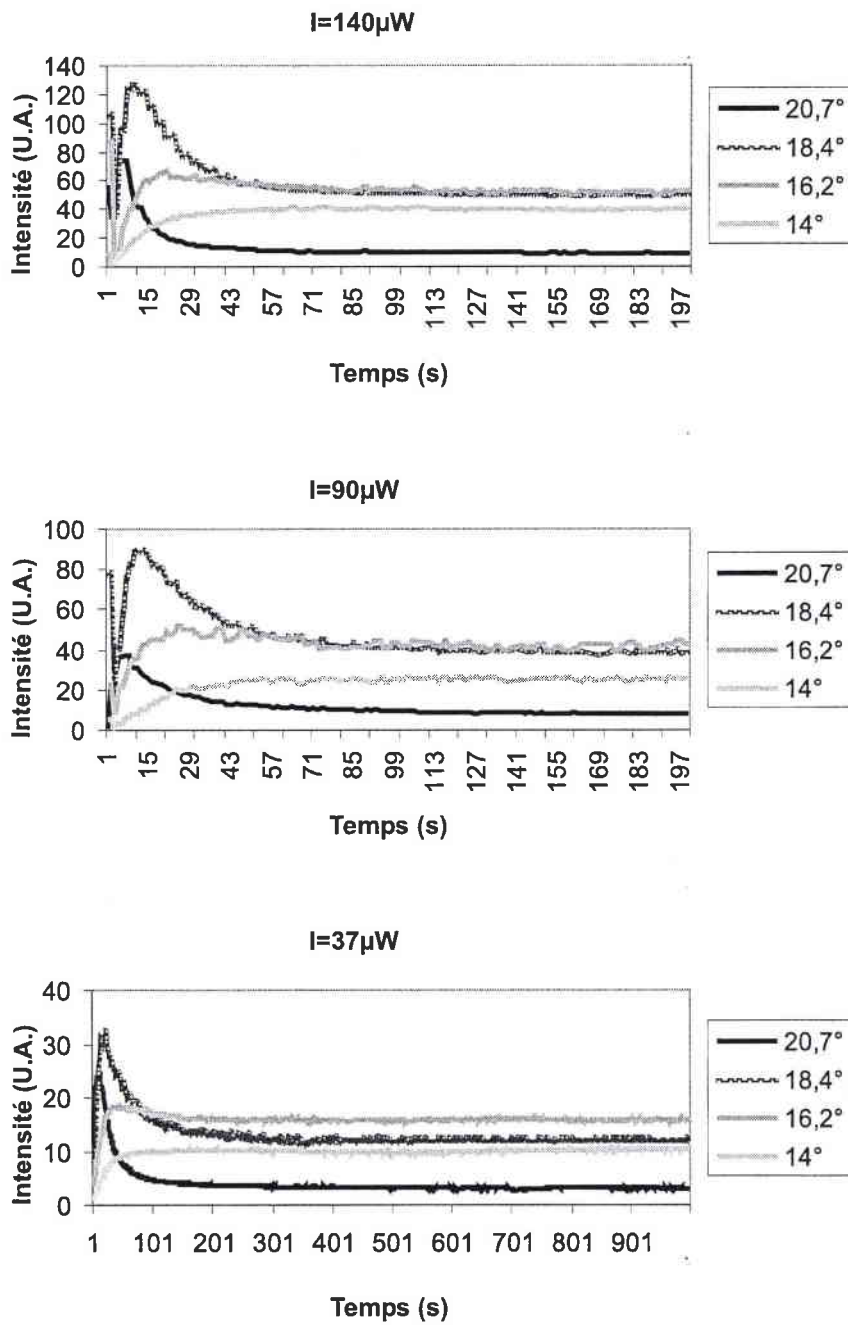 I=140µW
Intensité (U.A.)
140
120
100
80
60
40
20
0
1 15 29 43 57 71 85 99 113 127 141 155 169 183 197
Temps (s)
20,7°
18,4°
16,2°
14°
I=90µW
Intensité (U.A.)
100
80
60
40
20
0
1 15 29 43 57 71 85 99 113 127 141 155 169 183 197
Temps (s)
20,7°
18,4°
16,2°
14°
I=37µW
Intensité (U.A.)
40
30
20
10
0
1 101 201 301 401 501 601 701 801 901
Temps (s)
20,7°
18,4°
16,2°
14°